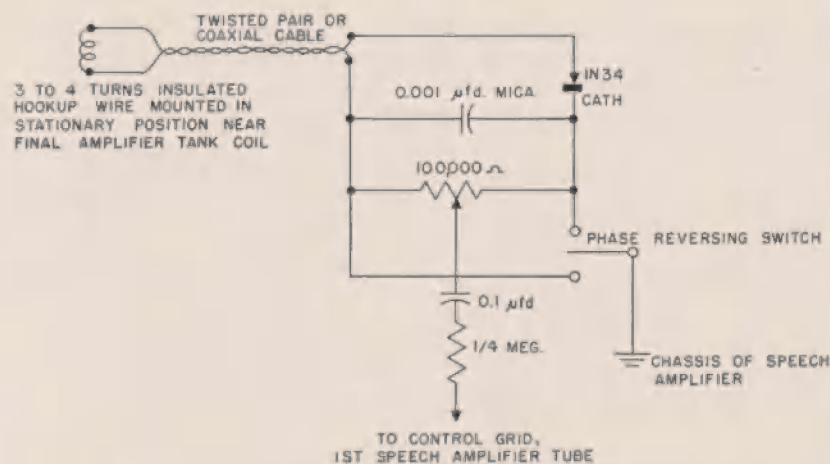 TWISTED PAIR OR
COAXIAL CABLE
3 TO 4 TURNS INSULATED
HOOKUP WIRE MOUNTED IN
STATIONARY POSITION NEAR
FINAL AMPLIFIER TANK COIL
IN34
CATH
0.001 µfd. MICA
100,000 Ω
PHASE REVERSING SWITCH
0.1 µfd
1/4 MEG.
CHASSIS OF SPEECH
AMPLIFIER
TO CONTROL GRID,
1ST SPEECH AMPLIFIER TUBE